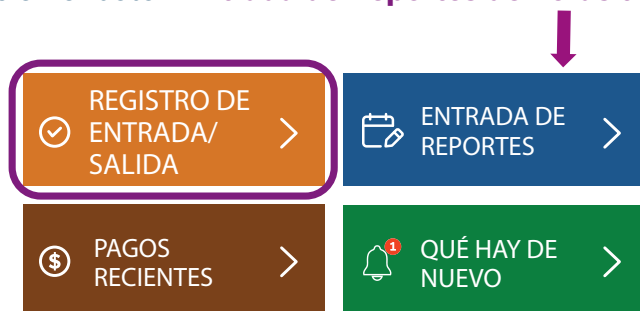 REGISTRO DE
ENTRADA/
SALIDA
ENTRADA DE
REPORTES
PAGOS
RECIENTES
1
QUÉ HAY DE
NUEVO